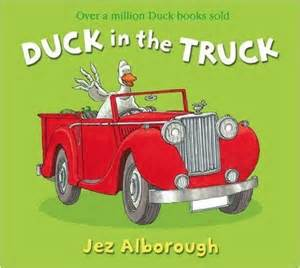 Over a million Duck books sold
DUCK in the TRUCK
Jez Alborough